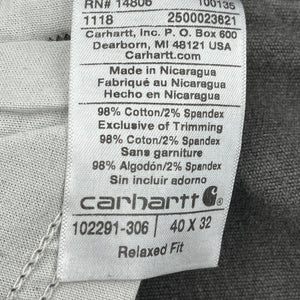 RN# 14806 100135
1118 2500023621
Carhartt, Inc. P.O. Box 600
Dearborn, MI 48121 USA
Carhartt.com
Made in Nicaragua
Fabriqué au Nicaragua
Hecho en Nicaragua
98% Cotton/2% Spandex
Exclusive of Trimming
98% Coton/2% Spandex
Sans garniture
98% Algodón/2% Spandex
Sin incluir adorno
carhartt
102291-306 40 X 32
Relaxed Fit